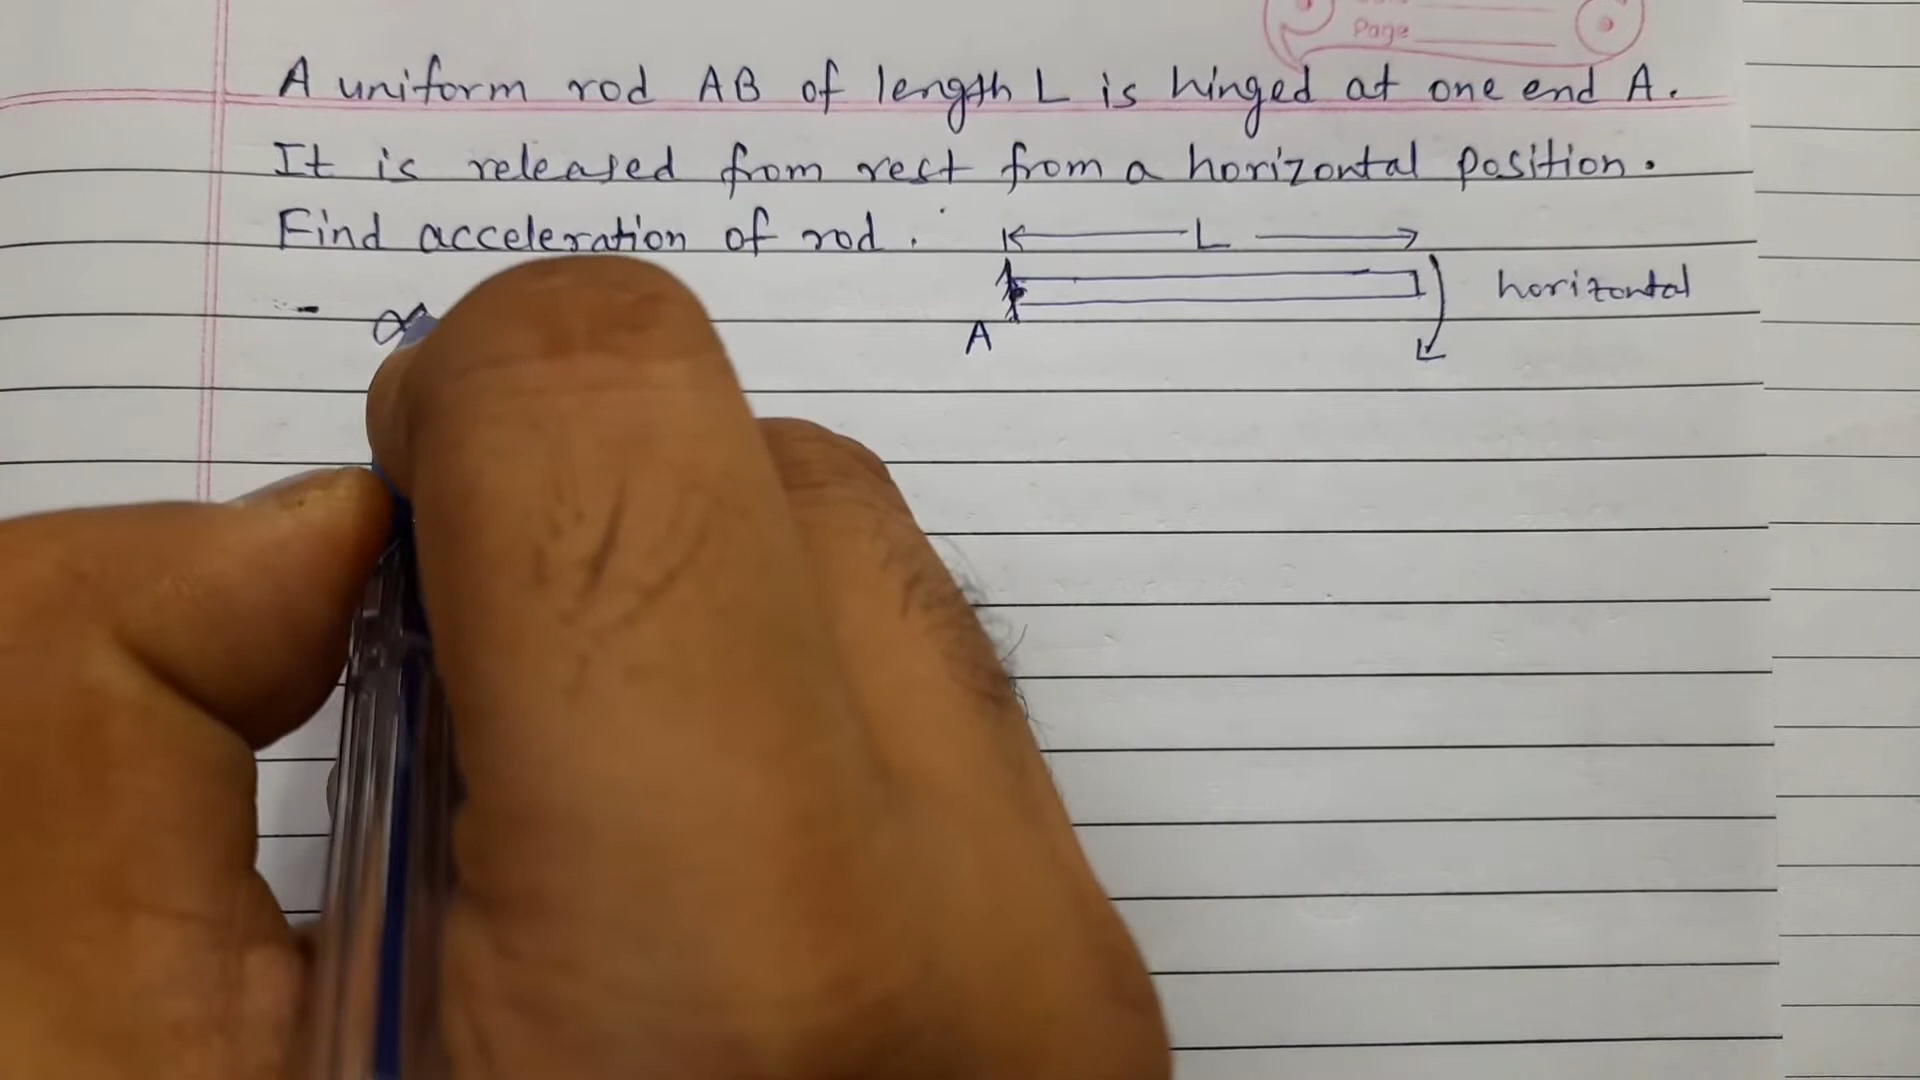 Page
A uniform rod AB of length L is hinged at one end A.
It is released from rest from a horizontal position.
Find acceleration of rod.
L
horizontal
A
α